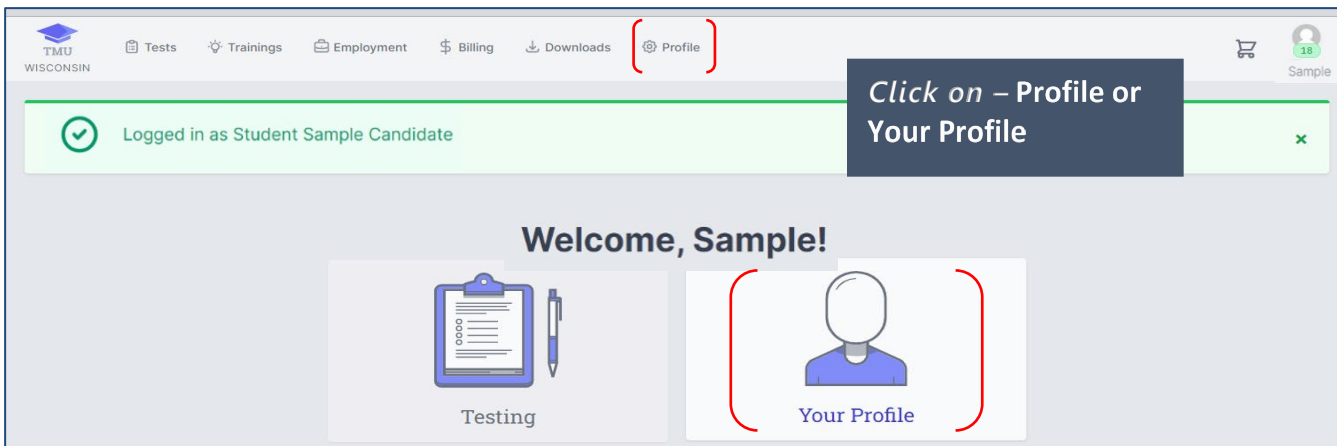 TMU
WISCONSIN
Tests
Trainings
Employment
$ Billing
Downloads
Profile
18
Sample
Click on – Profile or
Your Profile
Logged in as Student Sample Candidate
×
Welcome, Sample!
Testing
Your Profile